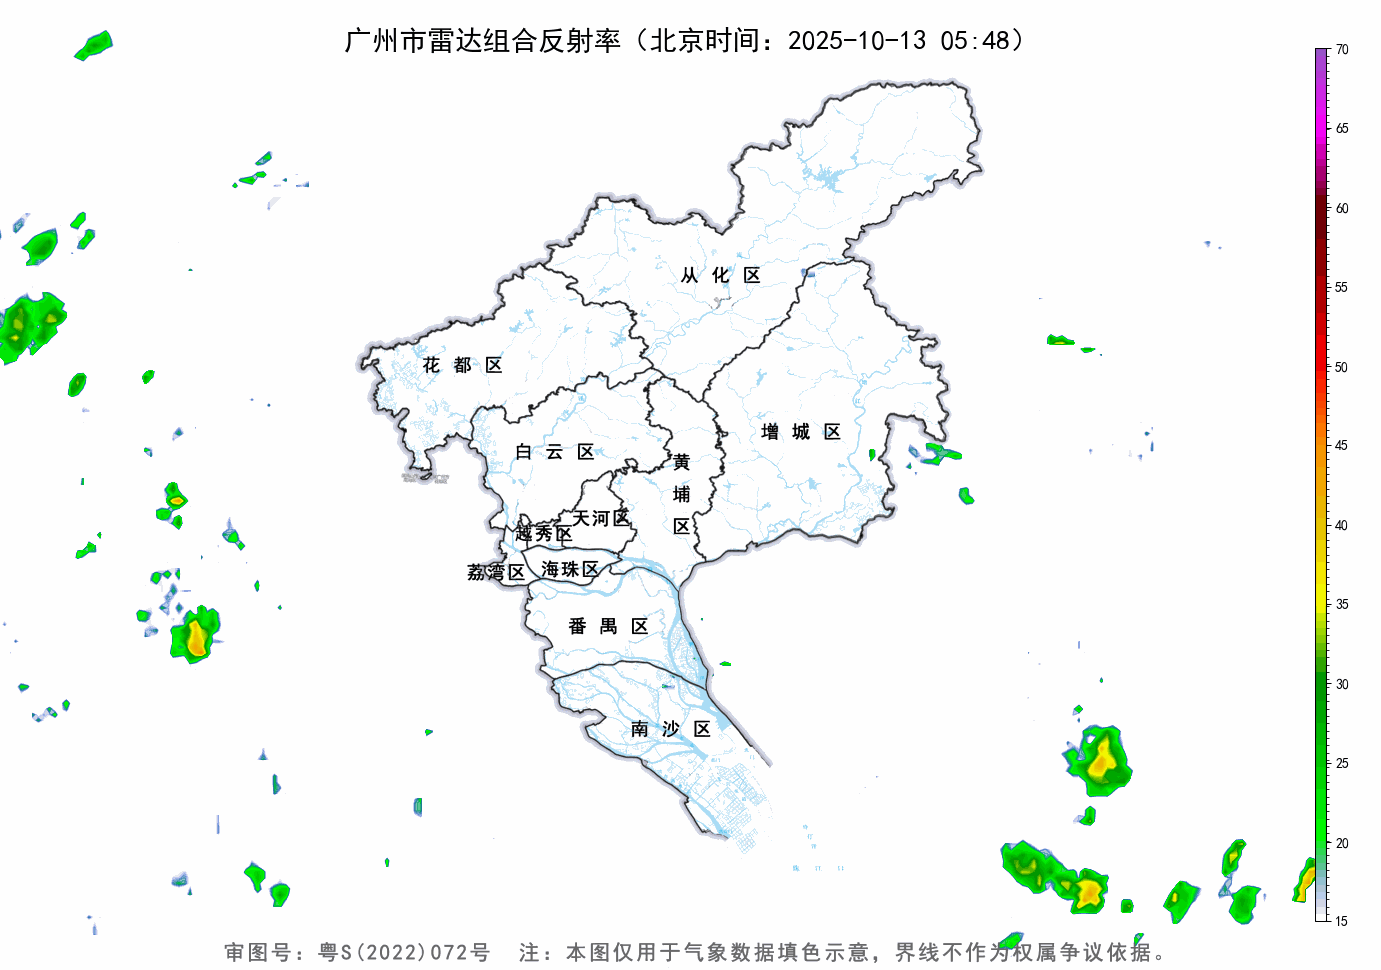 广州市雷达组合反射率（北京时间：2025-10-13 05:48）
70
65
60
55
50
45
40
35
30
25
20
15
从化区
花都区
增城区
白云区
黄埔区
天河区
越秀区
荔湾区
海珠区
番禺区
南沙区
审图号：粤S(2022)072号 注：本图仅用于气象数据填色示意，界线不作为权属争议依据。